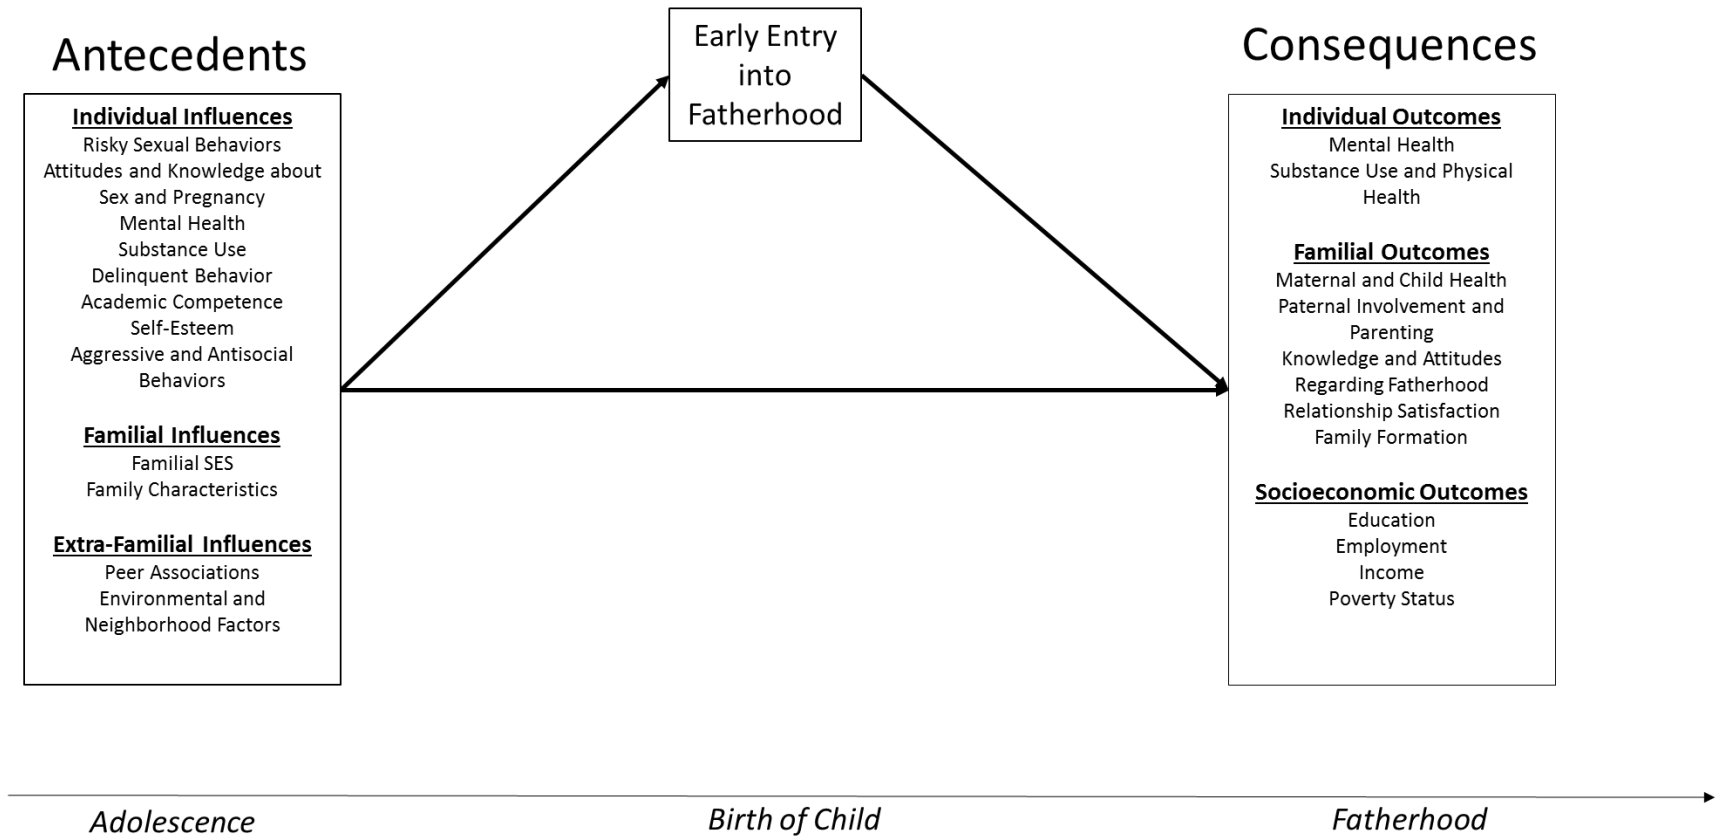 Antecedents
Individual Influences
Risky Sexual Behaviors
Attitudes and Knowledge about
Sex and Pregnancy
Mental Health
Substance Use
Delinquent Behavior
Academic Competence
Self-Esteem
Aggressive and Antisocial
Behaviors
Familial Influences
Familial SES
Family Characteristics
Extra-Familial Influences
Peer Associations
Environmental and
Neighborhood Factors
Early Entry
into
Fatherhood
Consequences
Individual Outcomes
Mental Health
Substance Use and Physical
Health
Familial Outcomes
Maternal and Child Health
Paternal Involvement and
Parenting
Knowledge and Attitudes
Regarding Fatherhood
Relationship Satisfaction
Family Formation
Socioeconomic Outcomes
Education
Employment
Income
Poverty Status
Adolescence
Birth of Child
Fatherhood